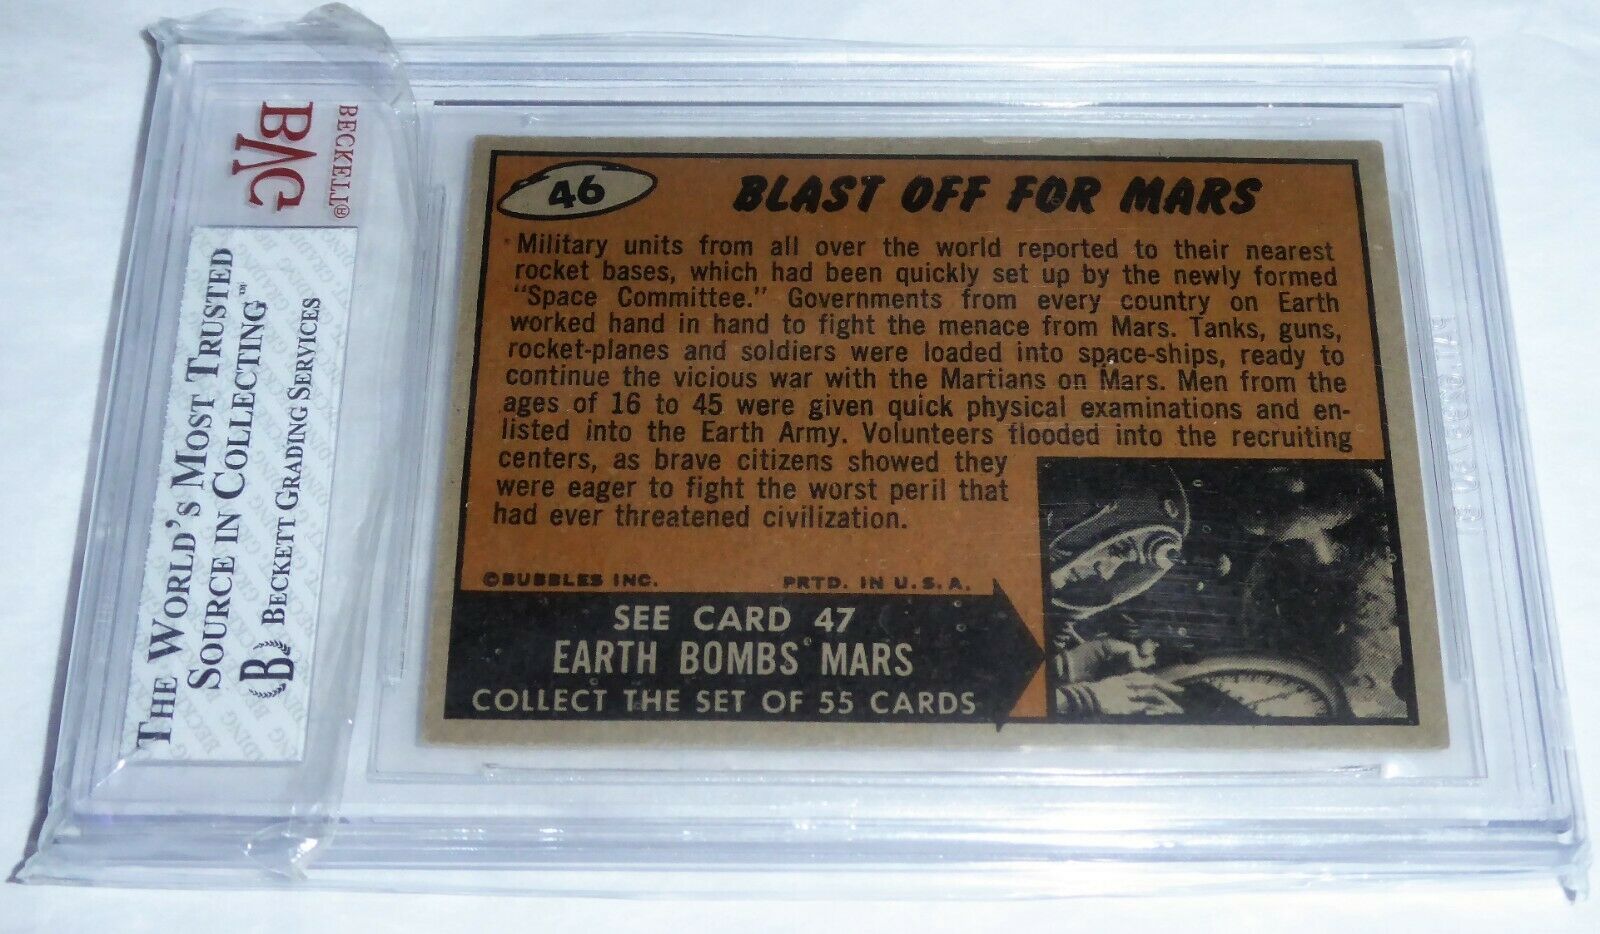 BECKETT®
BVG
THE WORLD'S MOST TRUSTED
SOURCE IN COLLECTING™
B BECKETT GRADING SERVICES
46
BLAST OFF FOR MARS
Military units from all over the world reported to their nearest
rocket bases, which had been quickly set up by the newly formed
"Space Committee." Governments from every country on Earth
worked hand in hand to fight the menace from Mars. Tanks, guns,
rocket-planes and soldiers were loaded into space-ships, ready to
continue the vicious war with the Martians on Mars. Men from the
ages of 16 to 45 were given quick physical examinations and en-
listed into the Earth Army. Volunteers flooded into the recruiting
centers, as brave citizens showed they
were eager to fight the worst peril that
had ever threatened civilization.
©BUBBLES INC. PRTD. IN U.S.A.
SEE CARD 47
EARTH BOMBS MARS
COLLECT THE SET OF 55 CARDS